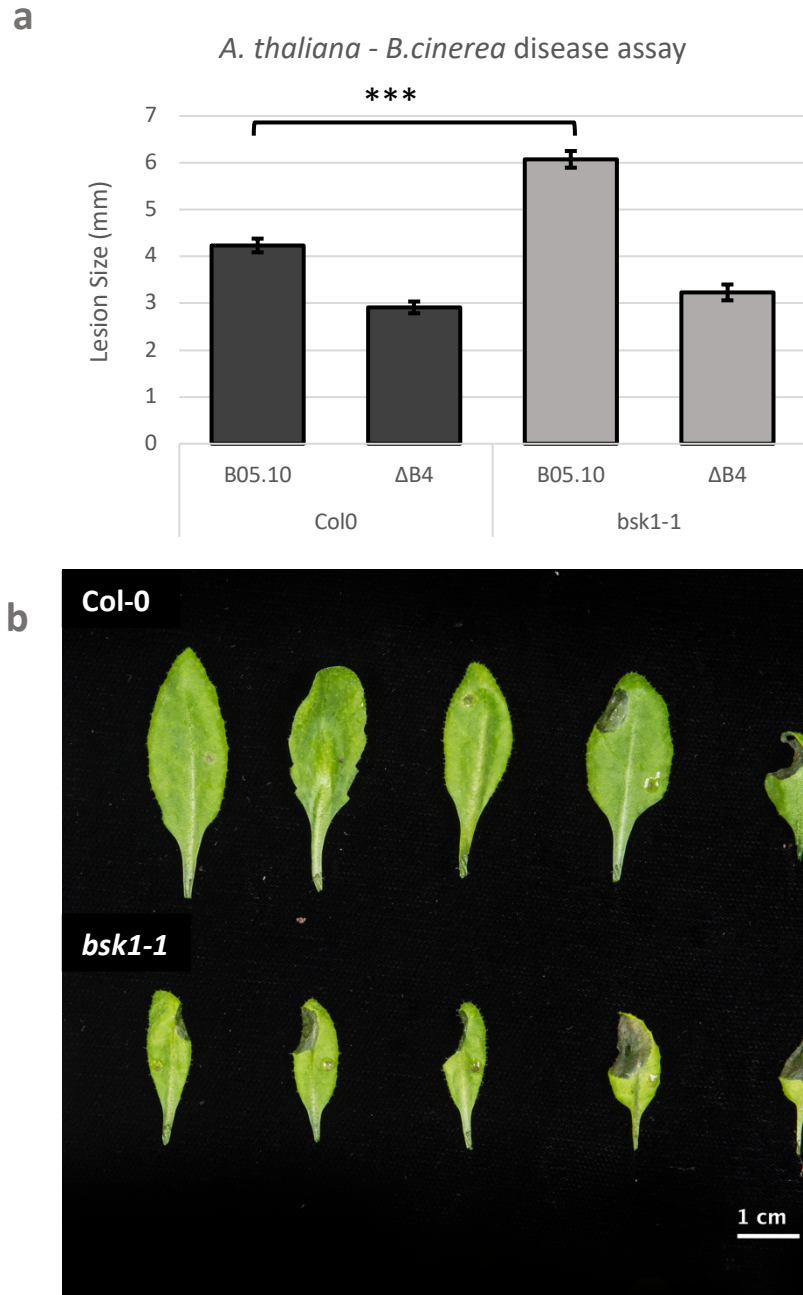 a
A. thaliana - B.cinerea disease assay
***
7
6
5
4
3
2
1
0
Lesion Size (mm)
B05.10 ΔB4 B05.10 ΔB4
Col0 bsk1-1
b
Col-0
bsk1-1
1 cm